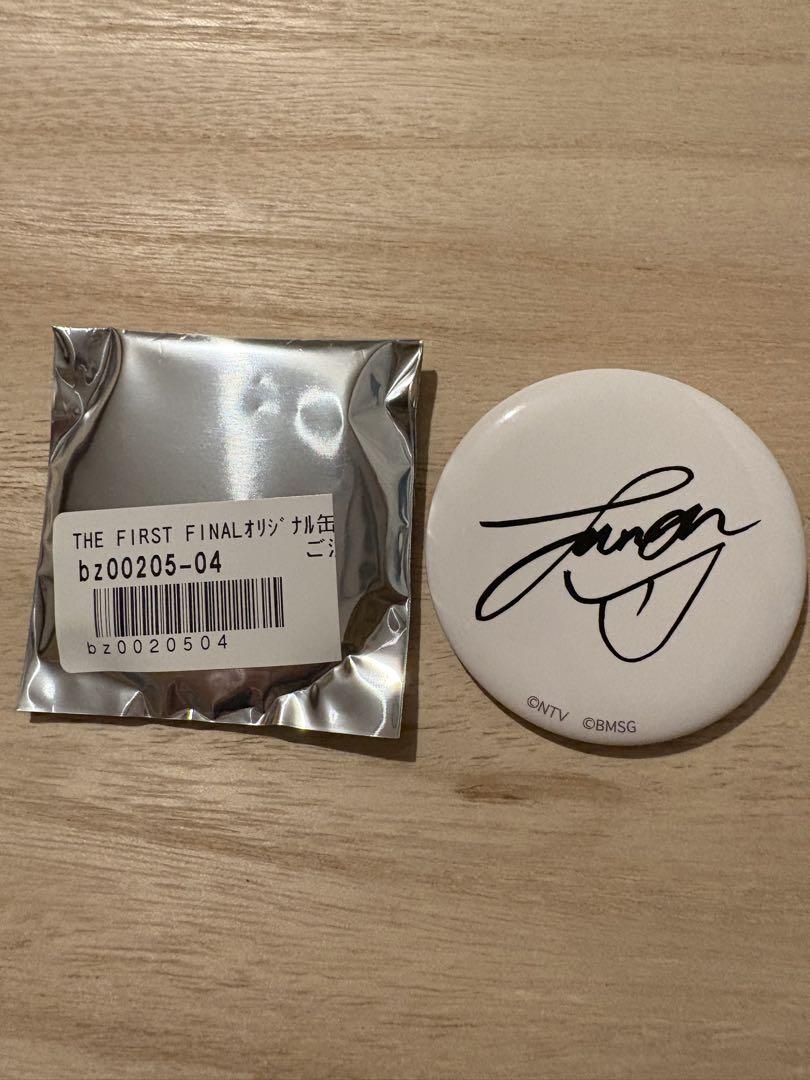 THE FIRST FINALｵﾘｼﾞﾅﾙ缶
ご
bz00205-04
bz0020504
Junon
©NTV ©BMSG